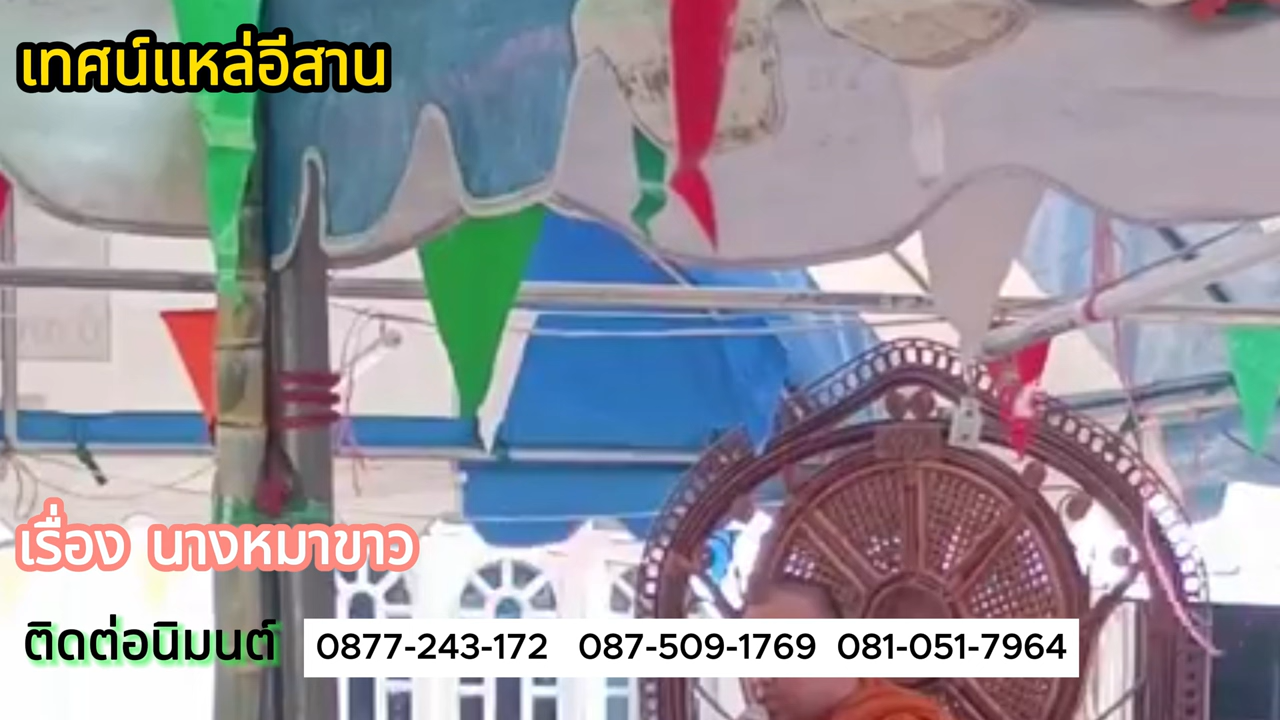 เทศน์แหล่อีสาน
เรื่อง นางหมาขาว
ติดต่อนิมนต์ 0877-243-172 087-509-1769 081-051-7964